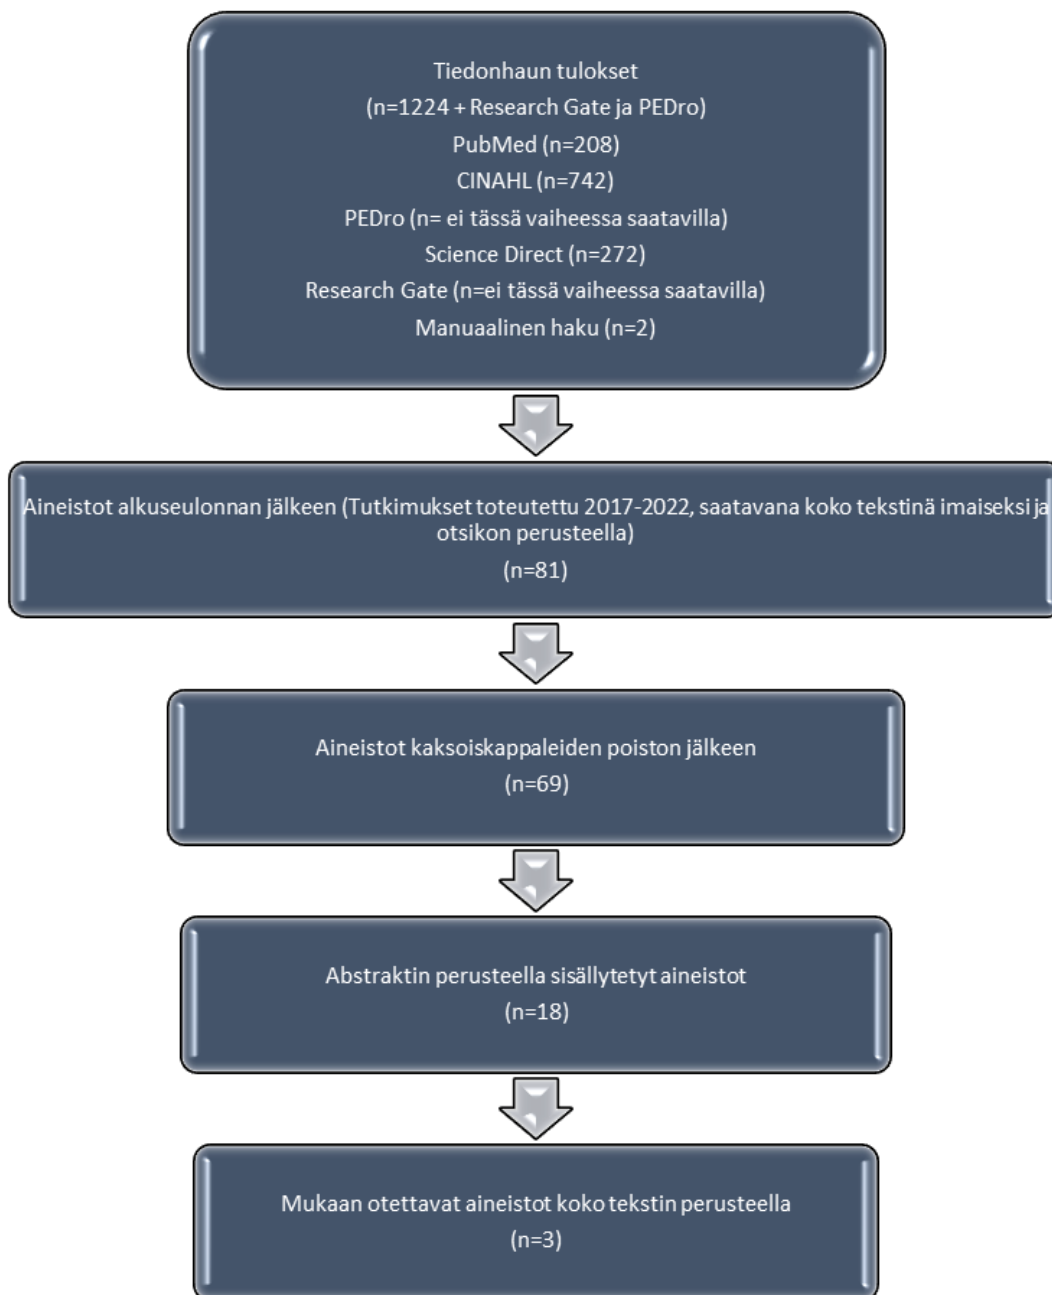 Tiedonhaun tulokset
(n=1224 + Research Gate ja PEDro)
PubMed (n=208)
CINAHL (n=742)
PEDro (n= ei tässä vaiheessa saatavilla)
Science Direct (n=272)
Research Gate (n=ei tässä vaiheessa saatavilla)
Manuaalinen haku (n=2)
Aineistot alkuseulonnan jälkeen (Tutkimukset toteutettu 2017-2022, saatavana koko tekstinä imaiseksi ja
otsikon perusteella)
(n=81)
Aineistot kaksoiskappaleiden poiston jälkeen
(n=69)
Abstraktin perusteella sisällytetyt aineistot
(n=18)
Mukaan otettavat aineistot koko tekstin perusteella
(n=3)